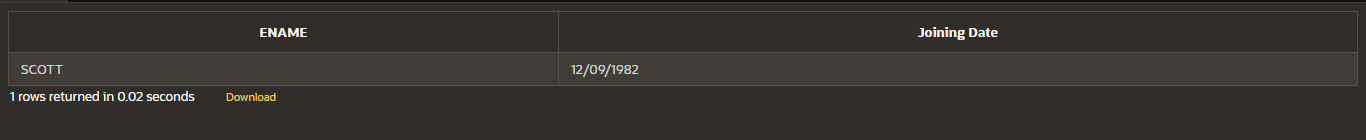 ENAME Joining Date
SCOTT 12/09/1982
1 rows returned in 0.02 seconds Download